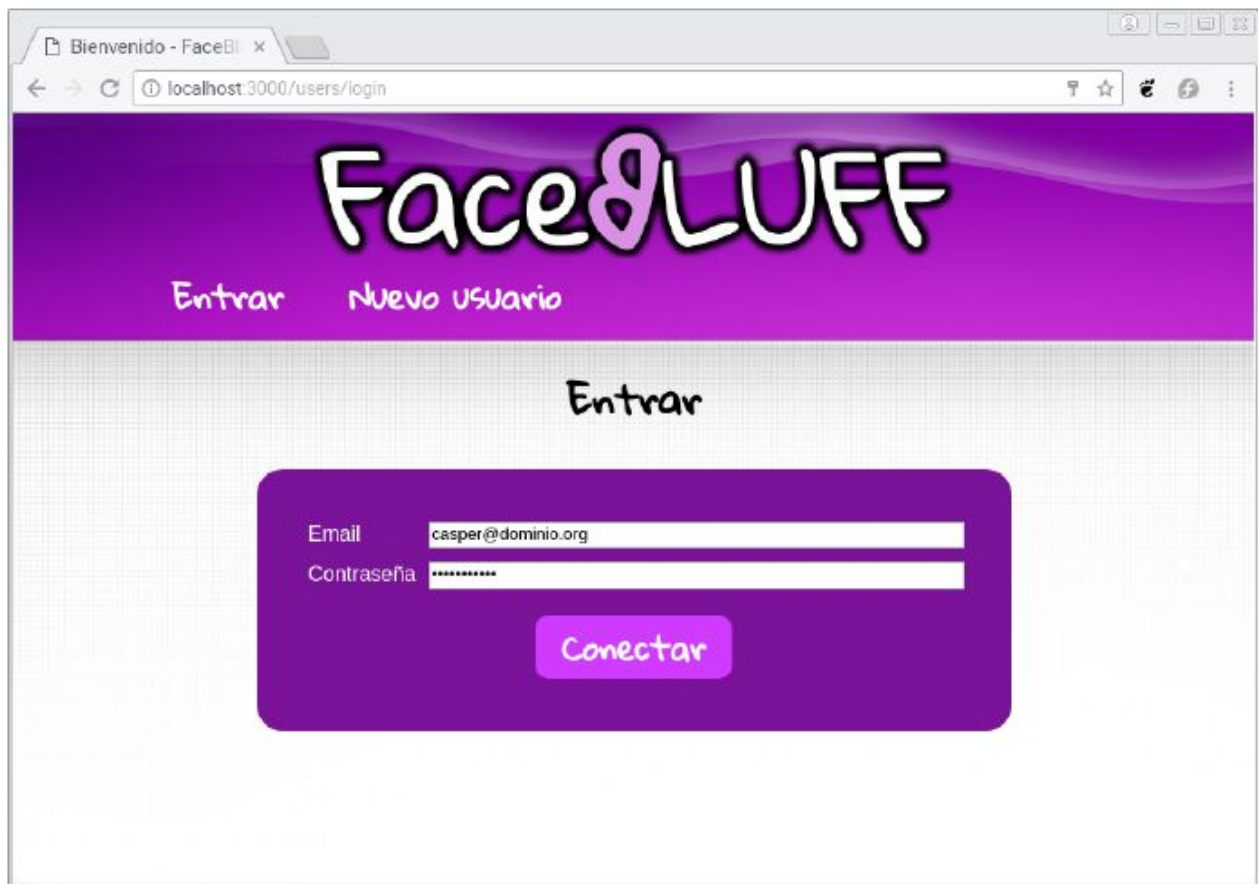 Bienvenido - FaceBl
localhost:3000/users/login
FaceBLUFF
Entrar
Nuevo usuario
Entrar
Email
casper@dominio.org
Contraseña
•••••••••••
Conectar